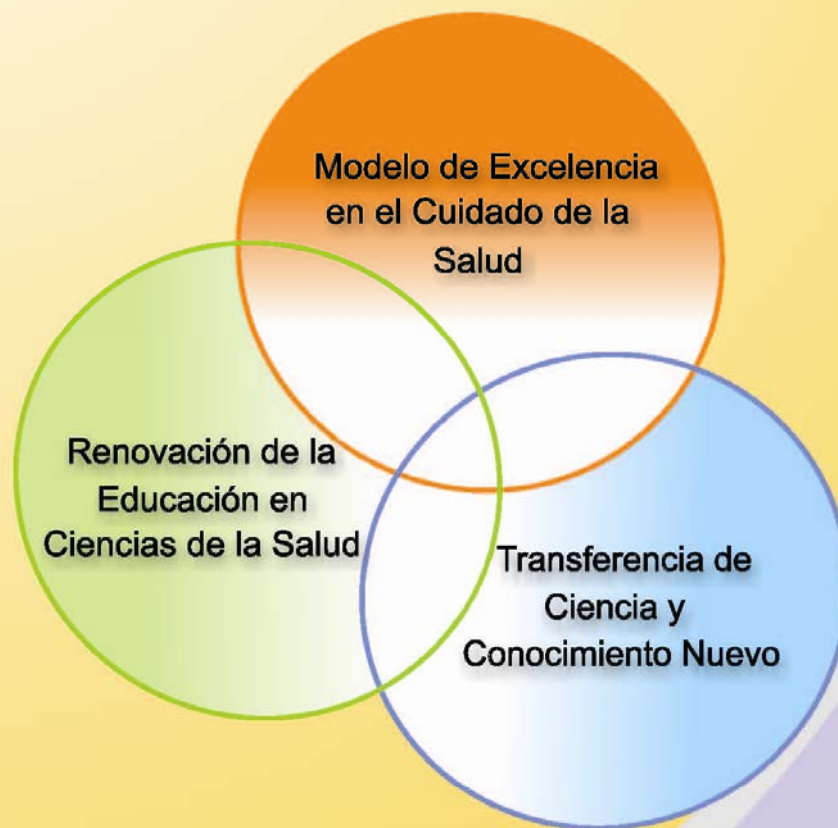 Modelo de Excelencia
en el Cuidado de la
Salud
Renovación de la
Educación en
Ciencias de la Salud
Transferencia de
Ciencia y
Conocimiento Nuevo